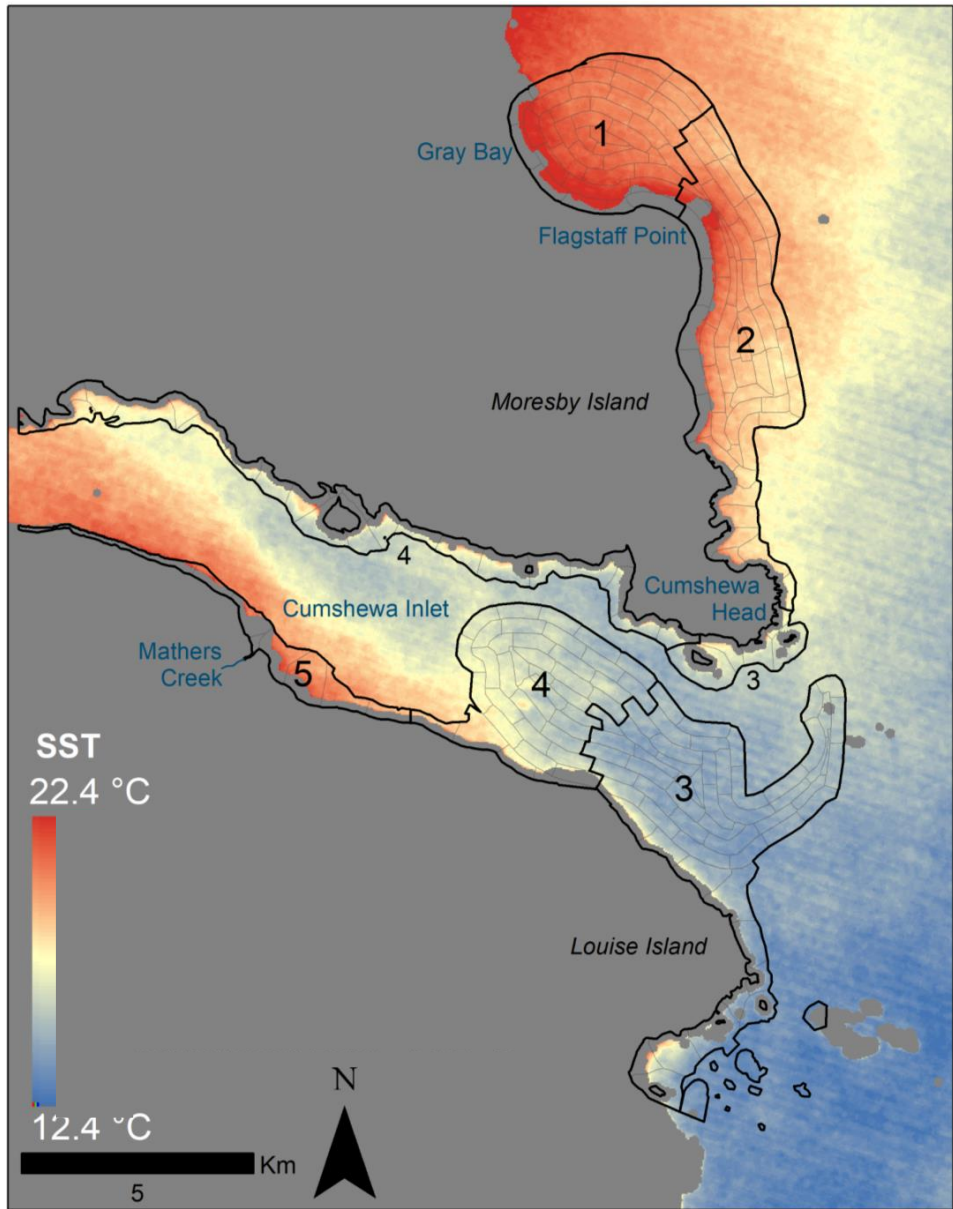 1
Gray Bay
Flagstaff Point
2
Moresby Island
4
Cumshewa Inlet
Cumshewa
Head
Mathers
Creek
5
4
3
3
SST
22.4 °C
12.4 °C
Louise Island
N
Km
5